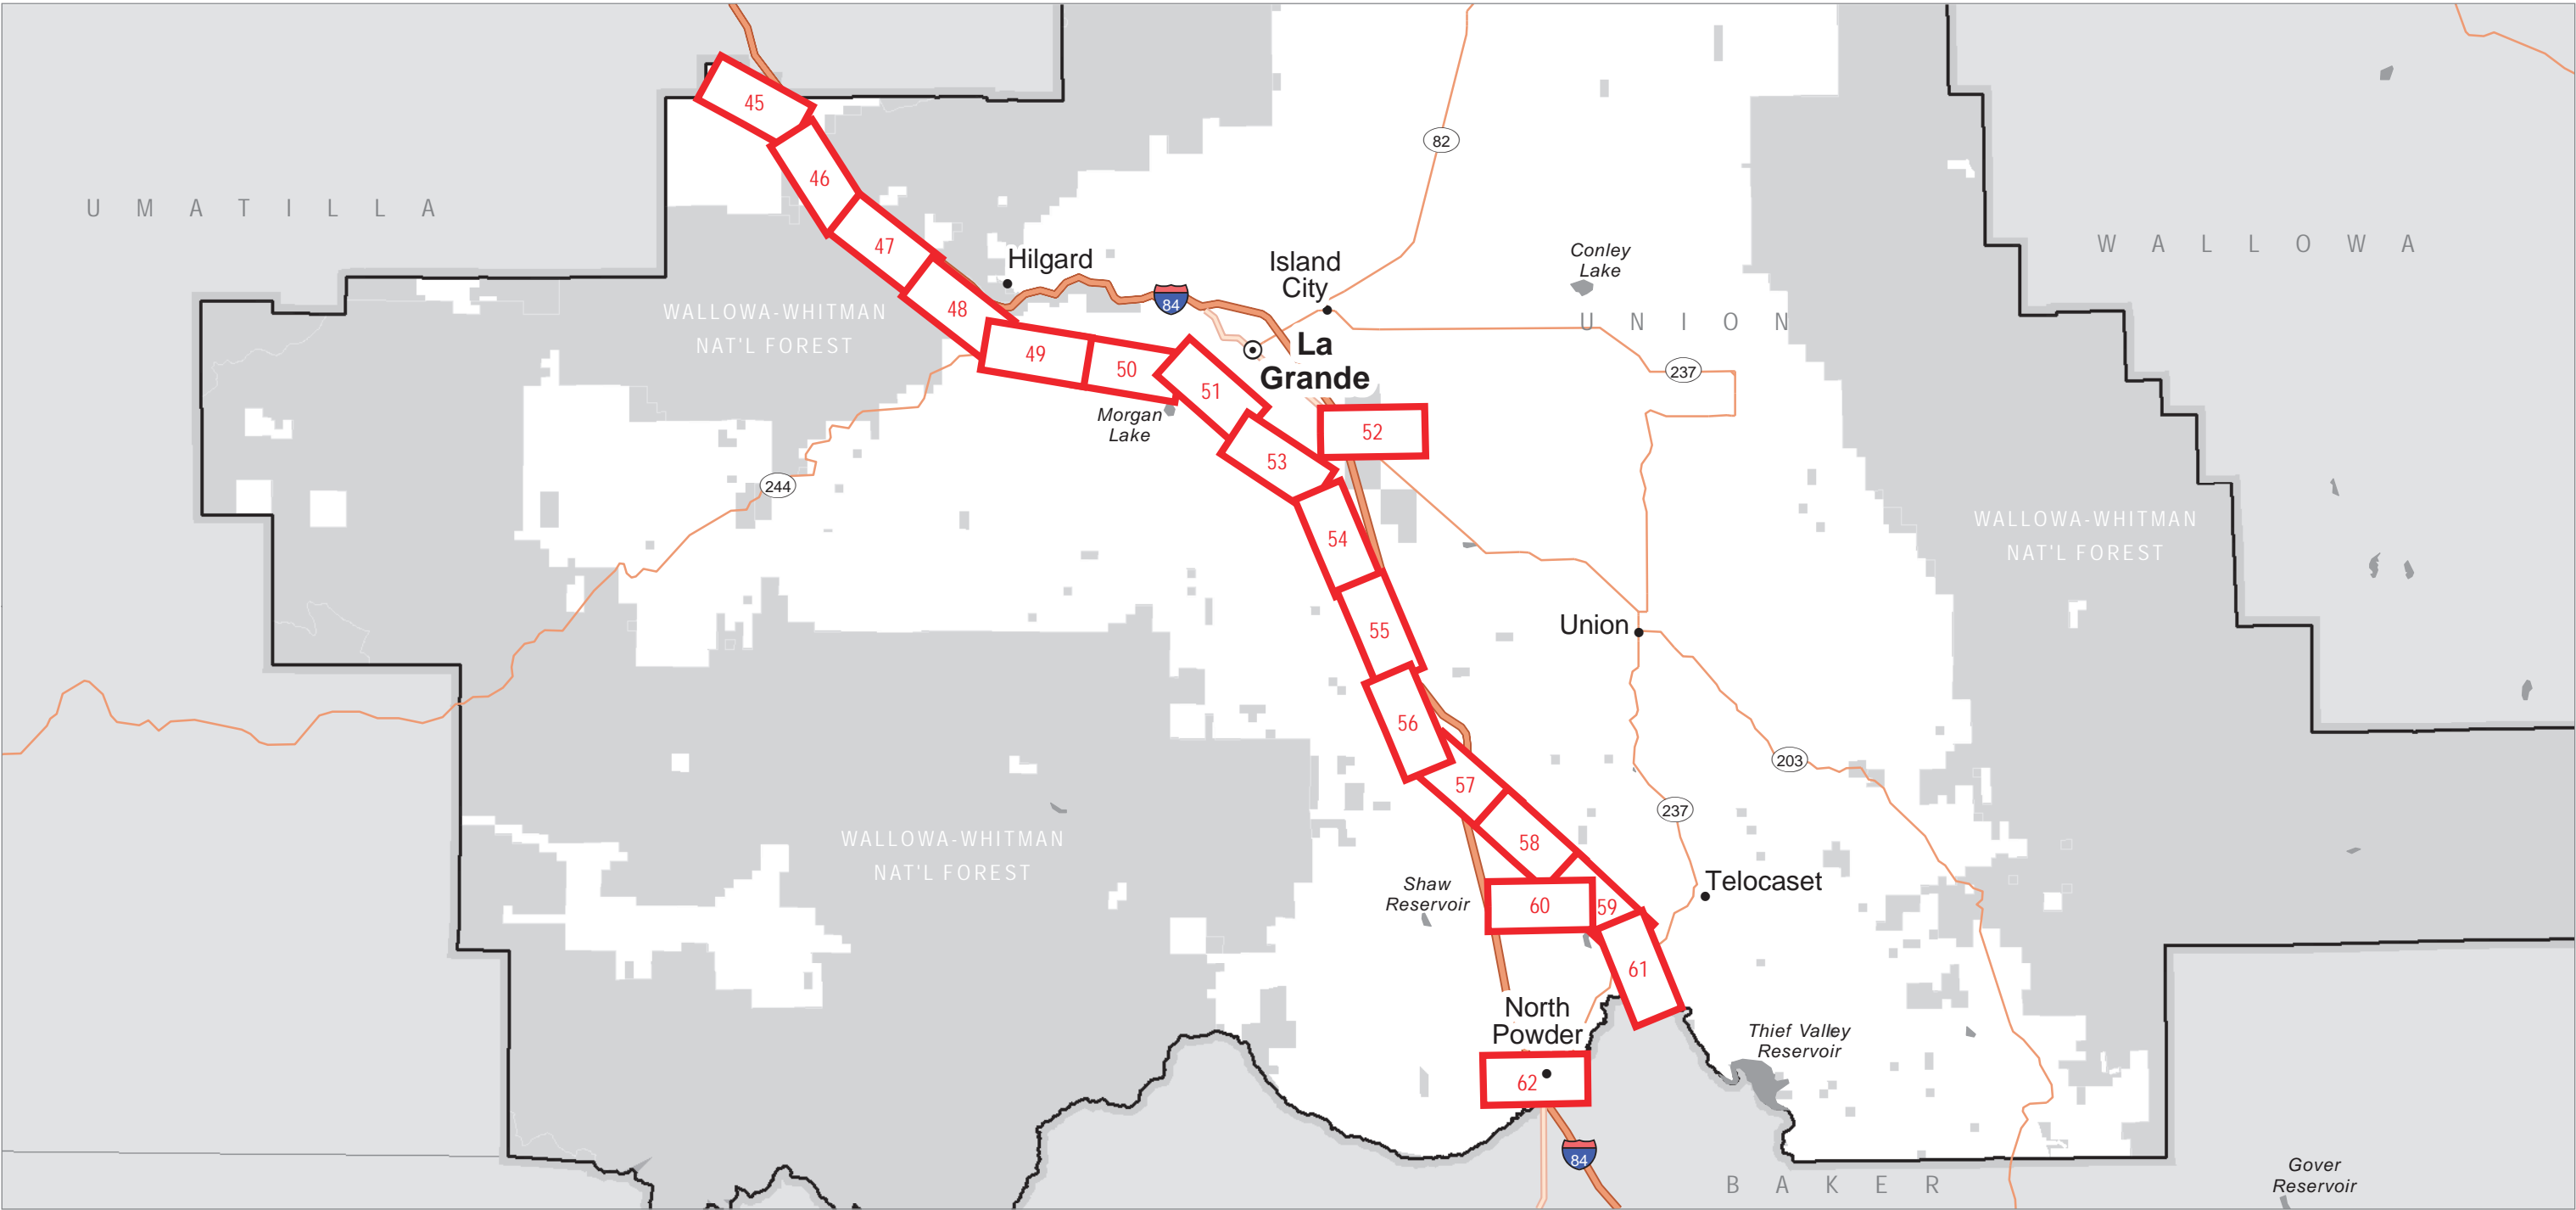 45
82
46
U M A T I L L A
W A L L O W A
47
Hilgard
Island
City
Conley
Lake
84
48
WALLOWA-WHITMAN
NAT'L FOREST
U N I O N
49
50
La
Grande
237
51
Morgan
Lake
52
53
244
WALLOWA-WHITMAN
NAT'L FOREST
54
55
Union
56
203
57
237
58
WALLOWA-WHITMAN
NAT'L FOREST
Shaw
Reservoir
Telocaset
60
59
61
North
Powder
Thief Valley
Reservoir
62
84
B A K E R
Gover
Reservoir